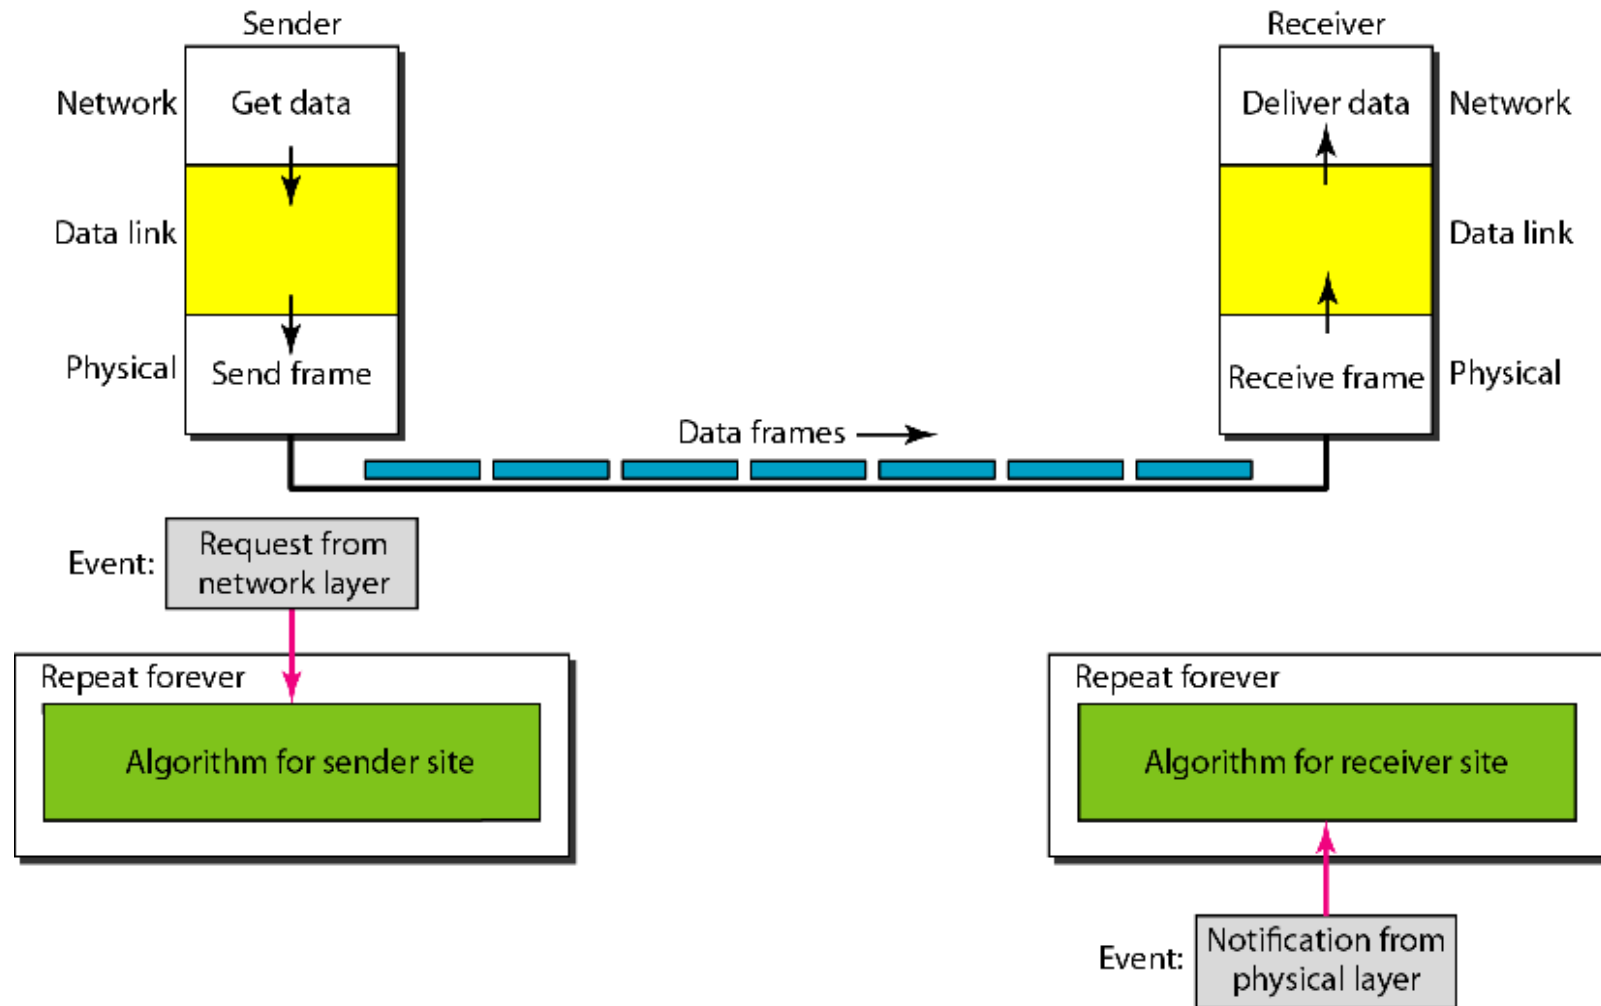 Sender
Receiver
Network
Get data
Deliver data
Network
Data link
Data link
Physical
Send frame
Receive frame
Physical
Data frames
Event:
Request from
network layer
Repeat forever
Algorithm for sender site
Repeat forever
Algorithm for receiver site
Event:
Notification from
physical layer